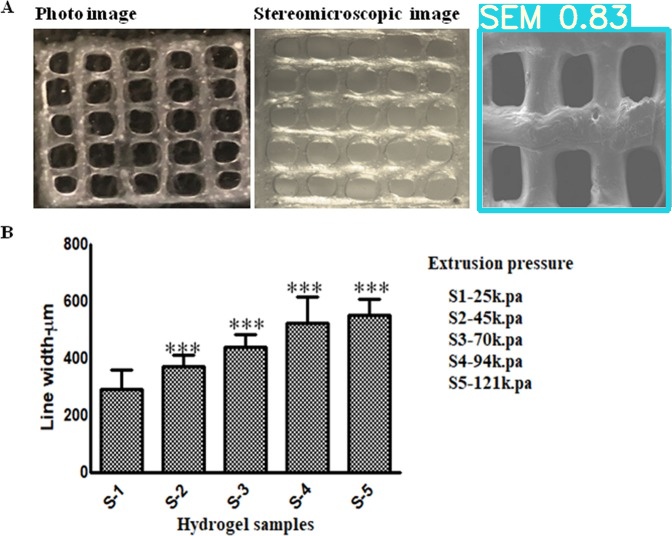 A
Photo image
Stereomicroscopic image
SEM 0.83
B
800
600
400
200
0
Line width-µm
***
***
***
***
S-1
S-2
S-3
S-4
S-5
Hydrogel samples
Extrusion pressure
S1-25k.pa
S2-45k.pa
S3-70k.pa
S4-94k.pa
S5-121k.pa